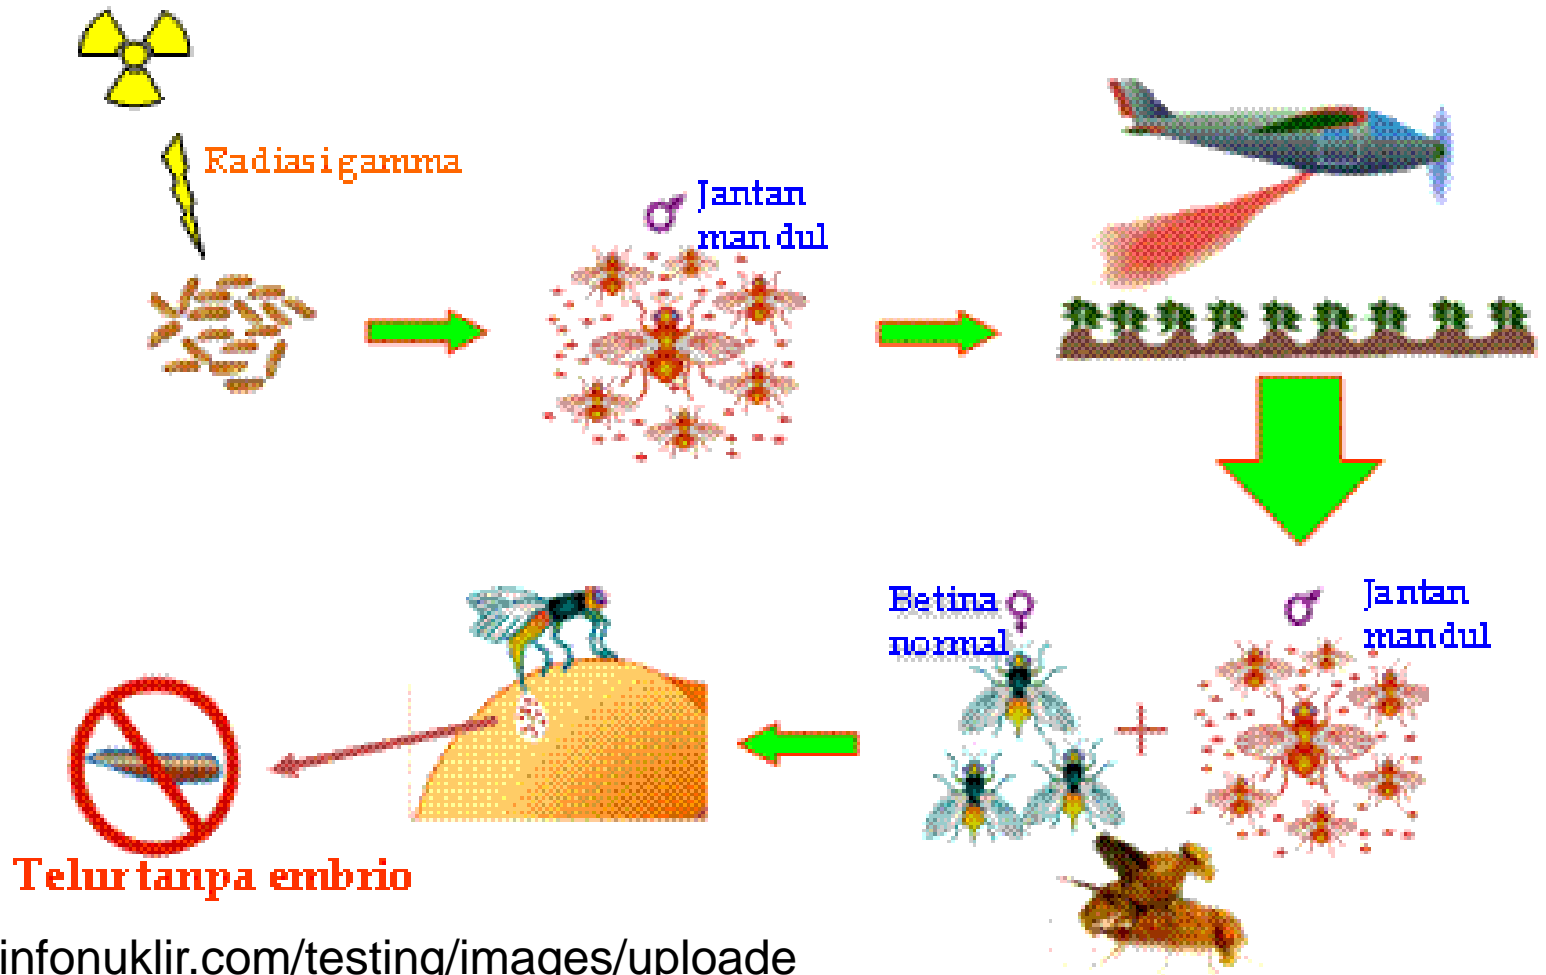 Radiasi gamma
Jantan
mandul
Betina
normal
Jantan
mandul
Telur tanpa embrio
infonuklir.com/testing/images/uploade